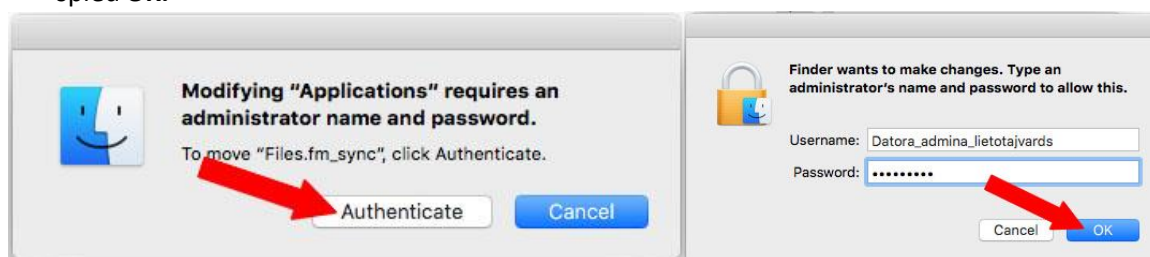 Modifying “Applications” requires an
administrator name and password.
To move “Files.fm_sync”, click Authenticate.
Authenticate
Cancel
Finder wants to make changes. Type an
administrator’s name and password to allow this.
Username: Datora_admina_lietotajvards
Password: •••••••••
Cancel
OK